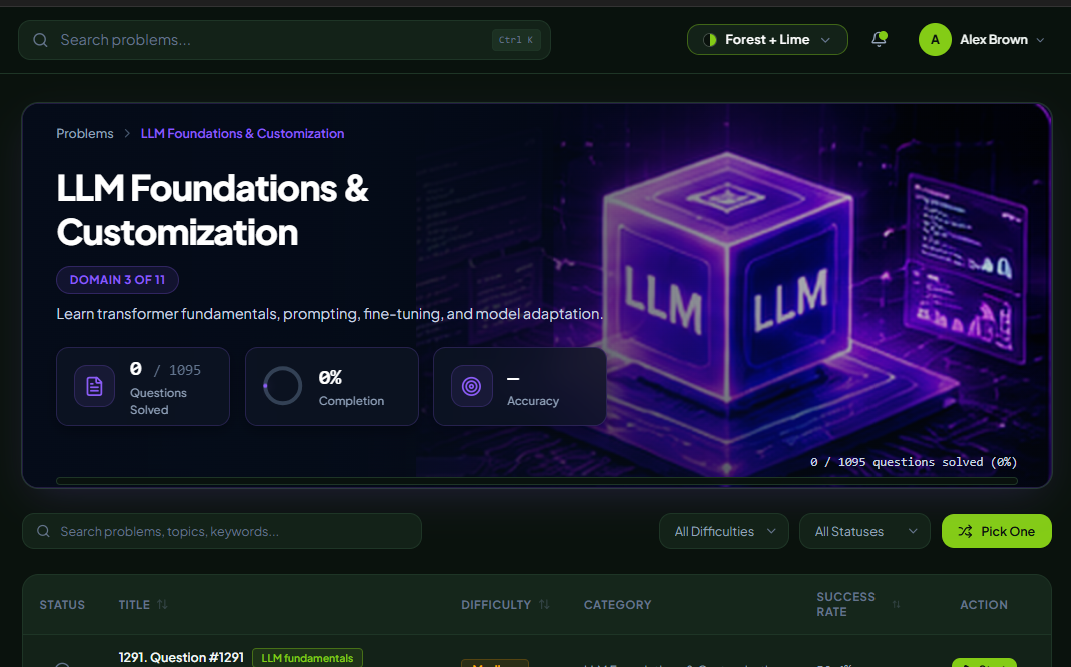 Search problems...
Ctrl K
Forest + Lime
A
Alex Brown
Problems
LLM Foundations & Customization
LLM Foundations &
Customization
DOMAIN 3 OF 11
Learn transformer fundamentals, prompting, fine-tuning, and model adaptation.
LLM
LLM
0 / 1095
Questions
Solved
0%
Completion
—
Accuracy
0 / 1095 questions solved (0%)
Search problems, topics, keywords...
All Difficulties
All Statuses
Pick One
STATUS
TITLE
DIFFICULTY
CATEGORY
SUCCESS
RATE
ACTION
1291. Question #1291
LLM fundamentals